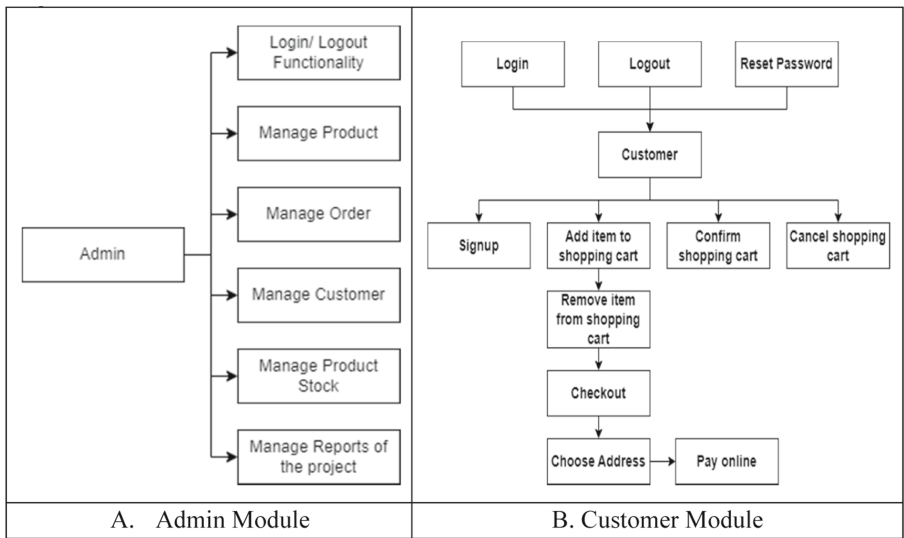 Login/ Logout
Functionality
Manage Product
Manage Order
Admin
Manage Customer
Manage Product
Stock
Manage Reports of
the project
A. Admin Module
Login
Logout
Reset Password
Customer
Signup
Add item to
shopping cart
Confirm
shopping cart
Cancel shopping
cart
Remove item
from shopping
cart
Checkout
Choose Address
Pay online
B. Customer Module